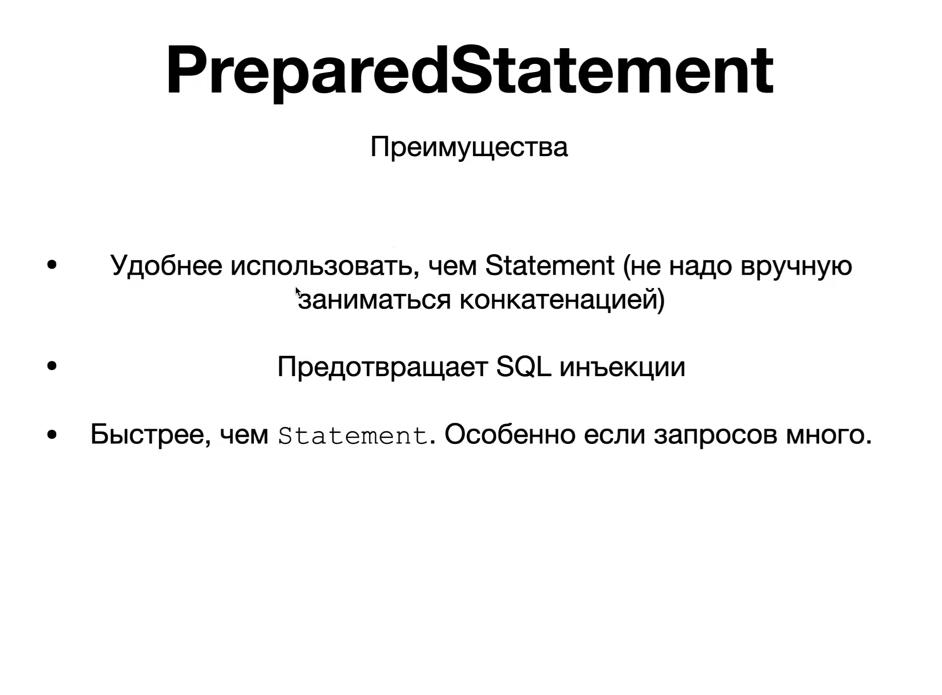 PreparedStatement
Преимущества
• Удобнее использовать, чем Statement (не надо вручную
заниматься конкатенацией)
• Предотвращает SQL инъекции
• Быстрее, чем Statement. Особенно если запросов много.